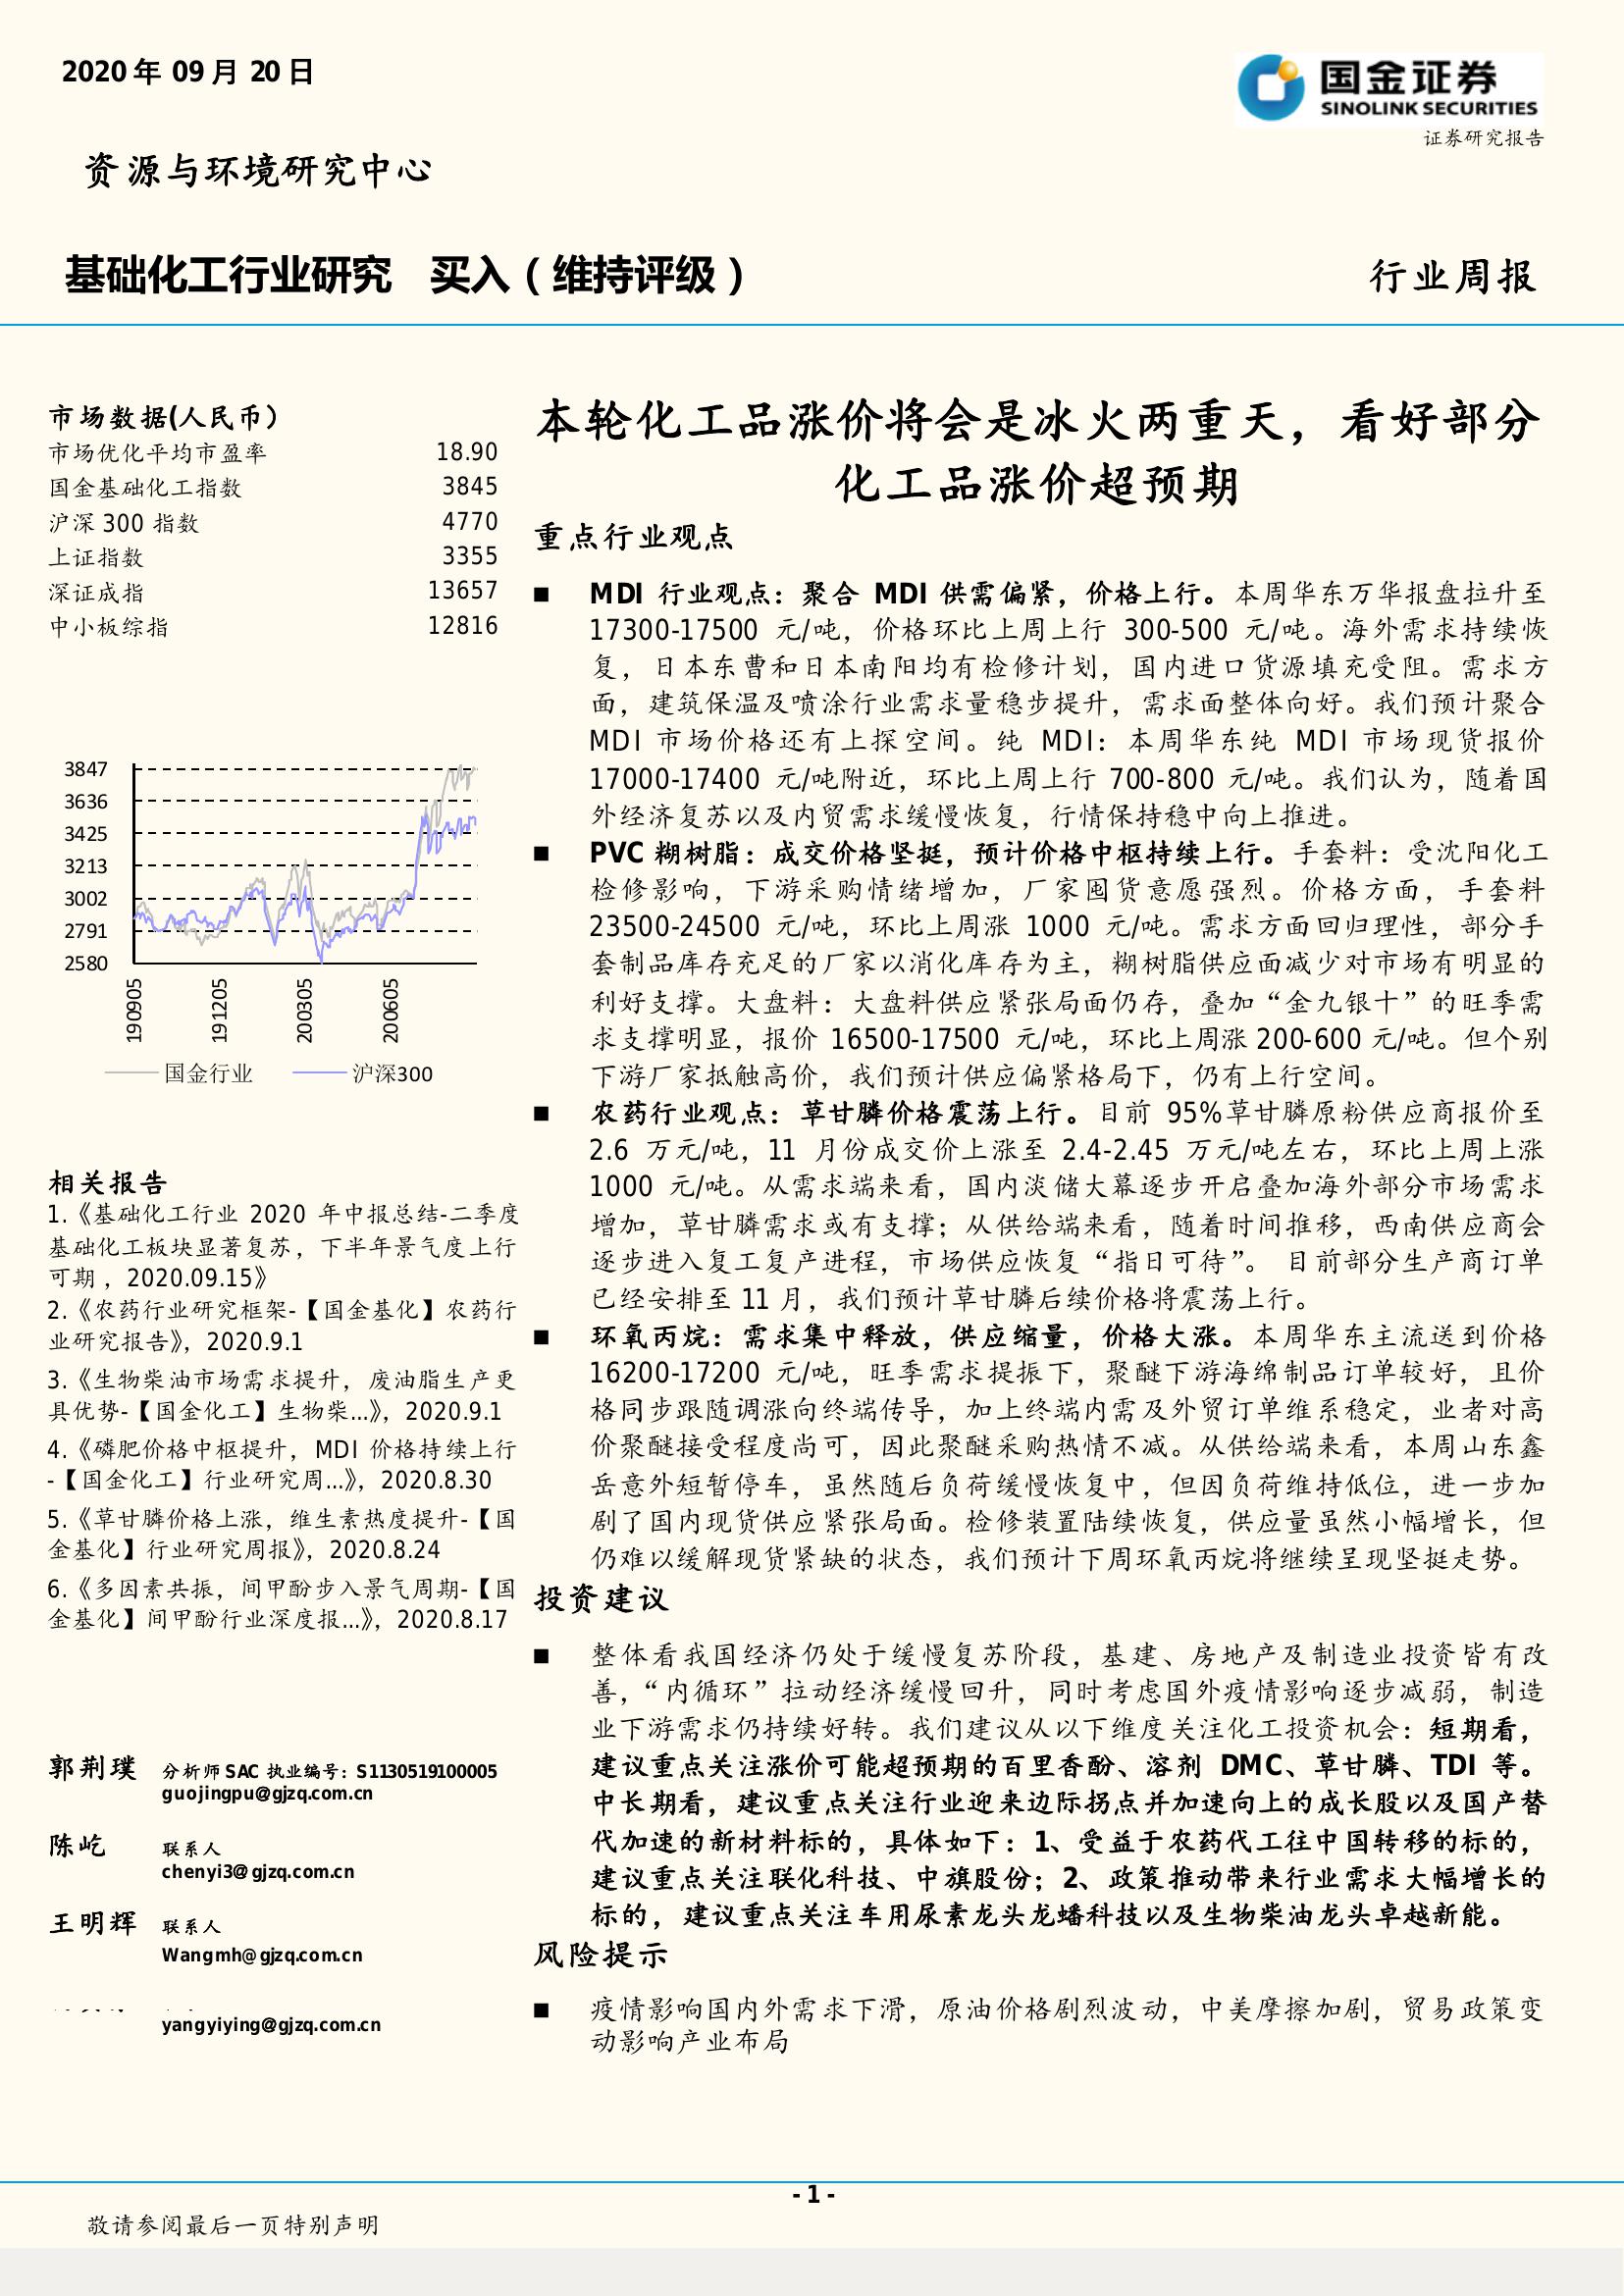 2020 年 09 月 20 日
国金证券
SINOLINK SECURITIES
证券研究报告
资源与环境研究中心
基础化工行业研究 买入（维持评级）
行业周报
市场数据(人民币）
市场优化平均市盈率 18.90
国金基础化工指数 3845
沪深 300 指数 4770
上证指数 3355
深证成指 13657
中小板综指 12816
3847
3636
3425
3213
3002
2791
2580
190905
191205
200305
200605
国金行业 沪深300
相关报告
1.《基础化工行业 2020 年中报总结-二季度
基础化工板块显著复苏，下半年景气度上行
可期 ，2020.09.15》
2.《农药行业研究框架-【国金基化】农药行
业研究报告》，2020.9.1
3.《生物柴油市场需求提升，废油脂生产更
具优势-【国金化工】生物柴...》，2020.9.1
4.《磷肥价格中枢提升，MDI 价格持续上行
-【国金化工】行业研究周...》，2020.8.30
5.《草甘膦价格上涨，维生素热度提升-【国
金基化】行业研究周报》，2020.8.24
6.《多因素共振，间甲酚步入景气周期-【国
金基化】间甲酚行业深度报...》，2020.8.17
郭荆璞 分析师 SAC 执业编号：S1130519100005
guojingpu@gjzq.com.cn
陈屹 联系人
chenyi3@gjzq.com.cn
王明辉 联系人
Wangmh@gjzq.com.cn
yangyiying@gjzq.com.cn
本轮化工品涨价将会是冰火两重天，看好部分
化工品涨价超预期
重点行业观点
■ MDI 行业观点：聚合 MDI 供需偏紧，价格上行。本周华东万华报盘拉升至
17300-17500 元/吨，价格环比上周上行 300-500 元/吨。海外需求持续恢
复，日本东曹和日本南阳均有检修计划，国内进口货源填充受阻。需求方
面，建筑保温及喷涂行业需求量稳步提升，需求面整体向好。我们预计聚合
MDI 市场价格还有上探空间。纯 MDI：本周华东纯 MDI 市场现货报价
17000-17400 元/吨附近，环比上周上行 700-800 元/吨。我们认为，随着国
外经济复苏以及内贸需求缓慢恢复，行情保持稳中向上推进。
■ PVC 糊树脂：成交价格坚挺，预计价格中枢持续上行。手套料：受沈阳化工
检修影响，下游采购情绪增加，厂家囤货意愿强烈。价格方面，手套料
23500-24500 元/吨，环比上周涨 1000 元/吨。需求方面回归理性，部分手
套制品库存充足的厂家以消化库存为主，糊树脂供应面减少对市场有明显的
利好支撑。大盘料：大盘料供应紧张局面仍存，叠加“金九银十”的旺季需
求支撑明显，报价 16500-17500 元/吨，环比上周涨 200-600 元/吨。但个别
下游厂家抵触高价，我们预计供应偏紧格局下，仍有上行空间。
■ 农药行业观点：草甘膦价格震荡上行。目前 95%草甘膦原粉供应商报价至
2.6 万元/吨，11 月份成交价上涨至 2.4-2.45 万元/吨左右，环比上周上涨
1000 元/吨。从需求端来看，国内淡储大幕逐步开启叠加海外部分市场需求
增加，草甘膦需求或有支撑；从供给端来看，随着时间推移，西南供应商会
逐步进入复工复产进程，市场供应恢复“指日可待”。 目前部分生产商订单
已经安排至 11 月，我们预计草甘膦后续价格将震荡上行。
■ 环氧丙烷：需求集中释放，供应缩量，价格大涨。本周华东主流送到价格
16200-17200 元/吨，旺季需求提振下，聚醚下游海绵制品订单较好，且价
格同步跟随调涨向终端传导，加上终端内需及外贸订单维系稳定，业者对高
价聚醚接受程度尚可，因此聚醚采购热情不减。从供给端来看，本周山东鑫
岳意外短暂停车，虽然随后负荷缓慢恢复中，但因负荷维持低位，进一步加
剧了国内现货供应紧张局面。检修装置陆续恢复，供应量虽然小幅增长，但
仍难以缓解现货紧缺的状态，我们预计下周环氧丙烷将继续呈现坚挺走势。
投资建议
■ 整体看我国经济仍处于缓慢复苏阶段，基建、房地产及制造业投资皆有改
善，“内循环”拉动经济缓慢回升，同时考虑国外疫情影响逐步减弱，制造
业下游需求仍持续好转。我们建议从以下维度关注化工投资机会：短期看，
建议重点关注涨价可能超预期的百里香酚、溶剂 DMC、草甘膦、TDI 等。
中长期看，建议重点关注行业迎来边际拐点并加速向上的成长股以及国产替
代加速的新材料标的，具体如下：1、受益于农药代工往中国转移的标的，
建议重点关注联化科技、中旗股份；2、政策推动带来行业需求大幅增长的
标的，建议重点关注车用尿素龙头龙蟠科技以及生物柴油龙头卓越新能。
风险提示
■ 疫情影响国内外需求下滑，原油价格剧烈波动，中美摩擦加剧，贸易政策变
动影响产业布局
- 1 -
敬请参阅最后一页特别声明